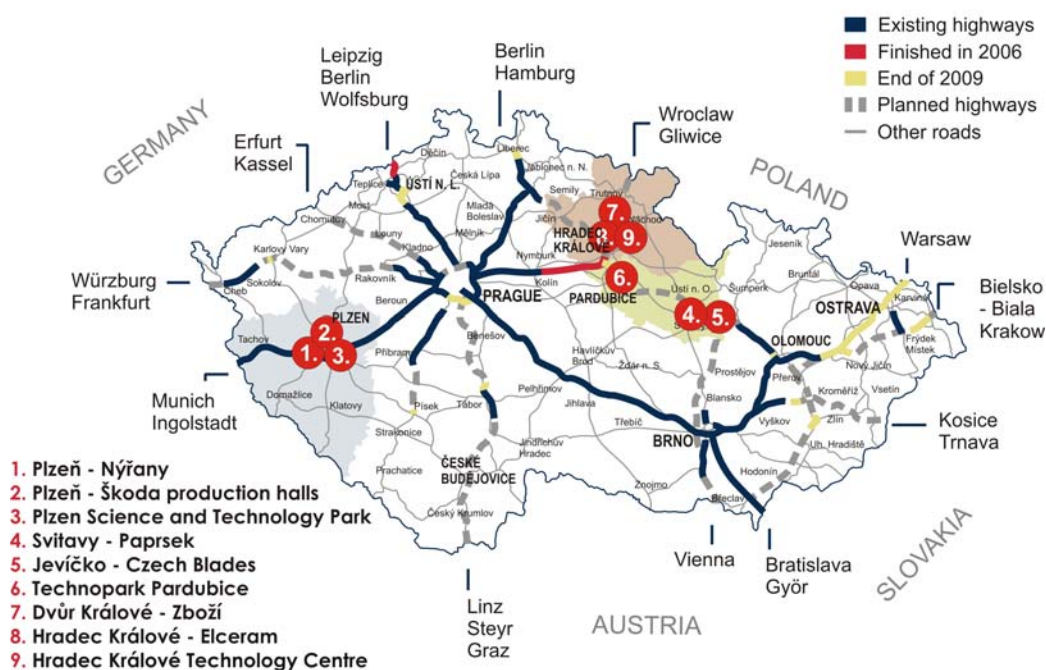 Existing highways
Finished in 2006
End of 2009
Planned highways
Other roads
Leipzig
Berlin
Wolfsburg
Berlin
Hamburg
Wroclaw
Gliwice
Erfurt
Kassel
GERMANY
POLAND
Würzburg
Frankfurt
Warsaw
Bielsko
- Biala
Krakow
Munich
Ingolstadt
Kosice
Trnava
SLOVAKIA
Vienna
Bratislava
Györ
Linz
Steyr
Graz
AUSTRIA
Děčín
Liberec
Jablonec n. N.
Teplice
ÚSTÍ N. L.
Česká Lípa
Semily
Trutnov
7.
Most
Mladá
Boleslav
Jičín
Chomutov
Louny
Mělník
HRADEC
KRÁLOVÉ
9.
Jeseník
Karlovy Vary
Kladno
Nymburk
Cheb
Sokolov
Rakovník
Kolín
6.
Šumperk
Bruntál
Opava
Karviná
PRAGUE
PARDUBICE
Ústí n. O.
OSTRAVA
Beroun
4.
5.
Frýdek
Místek
PLZEN
2.
Benešov
OLOMOUC
Tachov
1.
3.
Příbram
Havlíčkův
Brod
Žďár n. S.
Prostějov
Nový Jičín
Přerov
Domažlice
Klatovy
Písek
Tábor
Pelhřimov
Jihlava
Blansko
Kroměříž
Vsetín
Strakonice
Třebíč
Vyškov
Zlín
Jindřichův
Hradec
BRNO
Uh. Hradiště
Prachatice
ČESKÉ
BUDĚJOVICE
Znojmo
Hodonín
Břeclav
Český Krumlov
1. Plzeň - Nýřany
2. Plzeň - Škoda production halls
3. Plzen Science and Technology Park
4. Svitavy - Paprsek
5. Jevíčko - Czech Blades
6. Technopark Pardubice
7. Dvůr Králové - Zboží
8. Hradec Králové - Elceram
9. Hradec Králové Technology Centre